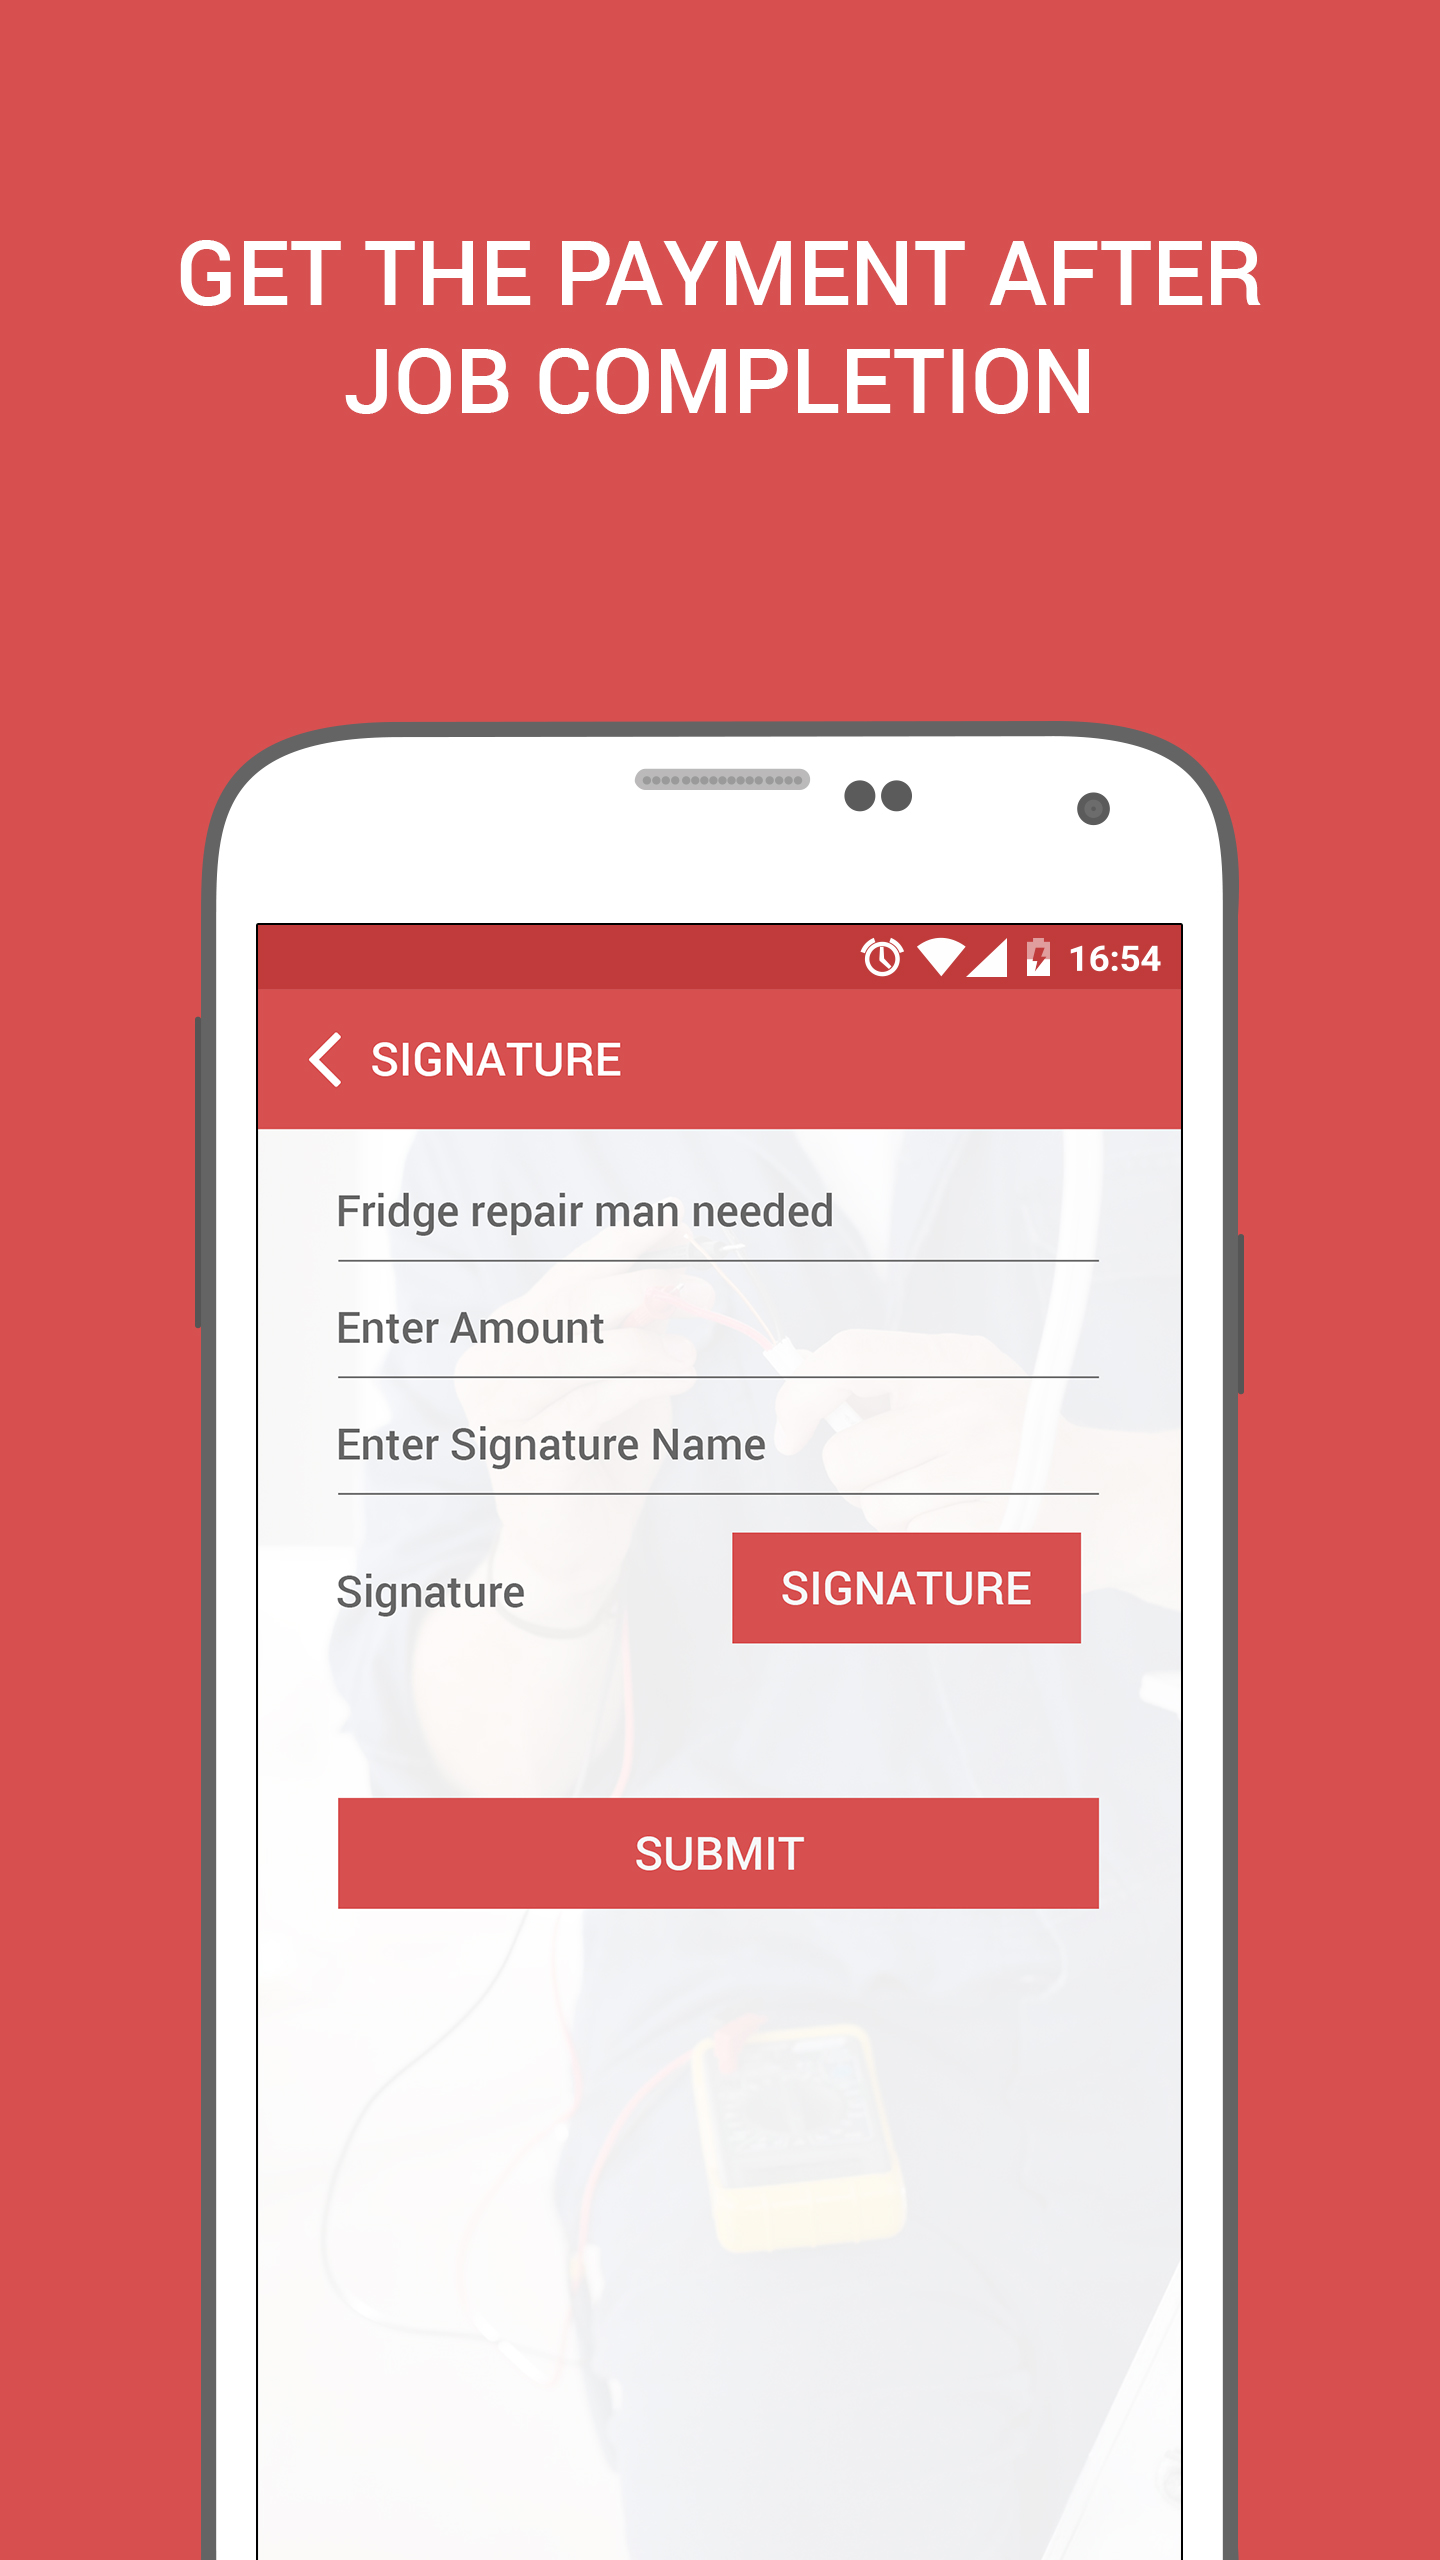 GET THE PAYMENT AFTER
JOB COMPLETION
16:54
SIGNATURE
Fridge repair man needed
Enter Amount
Enter Signature Name
Signature
SIGNATURE
SUBMIT